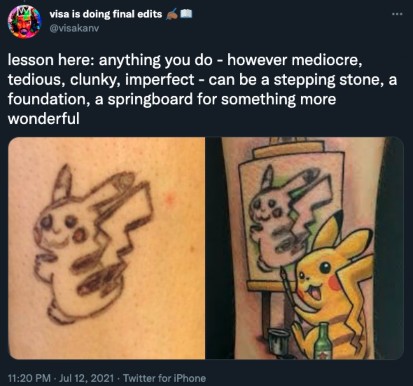 visa is doing final edits ✍🏾📖
@visakanv
lesson here: anything you do - however mediocre,
tedious, clunky, imperfect - can be a stepping stone, a
foundation, a springboard for something more
wonderful
11:20 PM · Jul 12, 2021 · Twitter for iPhone